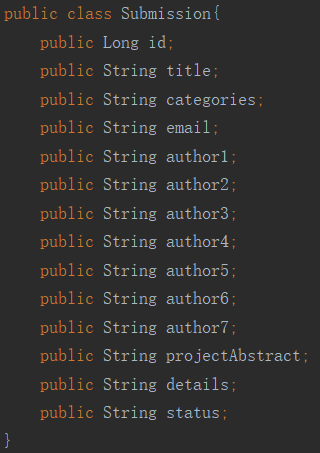 public class Submission{
    public Long id;
    public String title;
    public String categories;
    public String email;
    public String author1;
    public String author2;
    public String author3;
    public String author4;
    public String author5;
    public String author6;
    public String author7;
    public String projectAbstract;
    public String details;
    public String status;
}